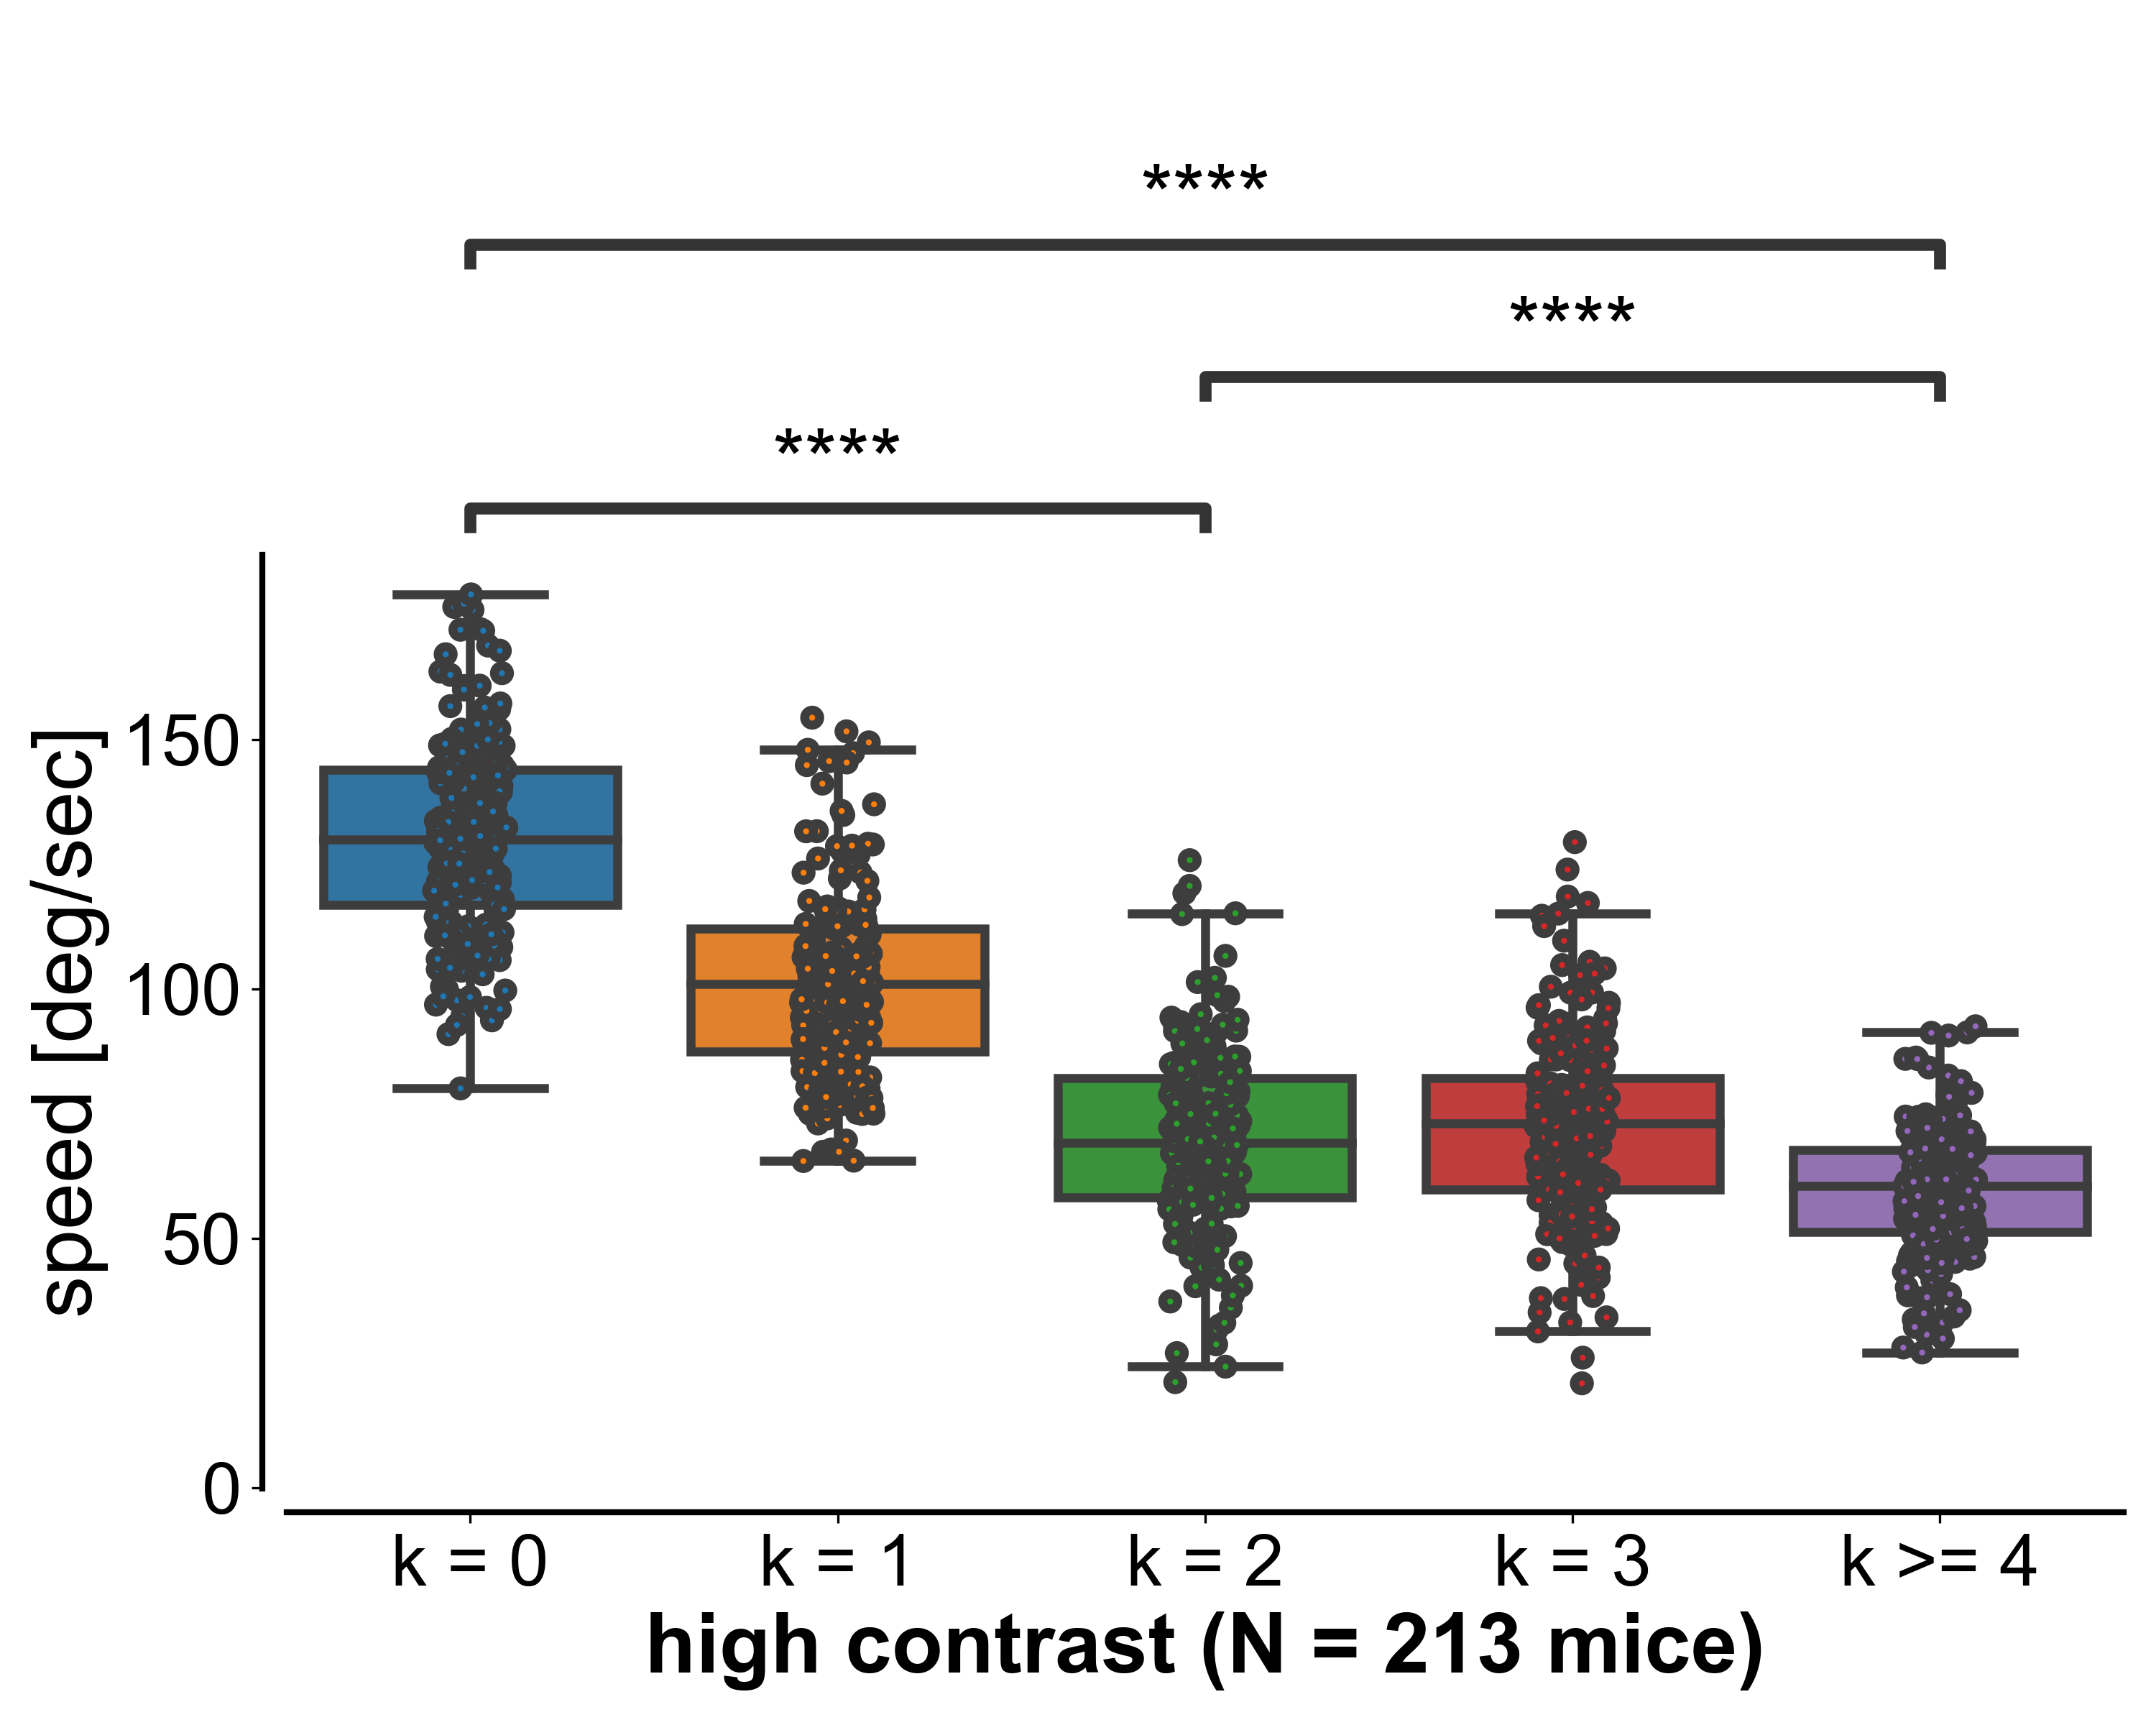 ****
****
****
speed [deg/sec]
150
100
50
0
k = 0
k = 1
k = 2
k = 3
k >= 4
high contrast (N = 213 mice)